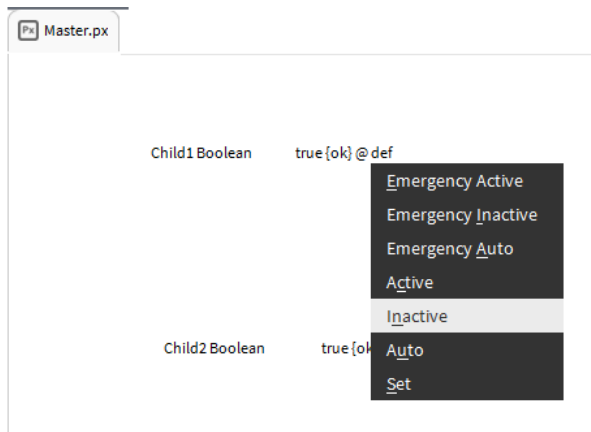 Px Master.px
Child1 Boolean true {ok} @ def
Emergency Active
Emergency Inactive
Emergency Auto
Active
Inactive
Child2 Boolean true {ok
Auto
Set